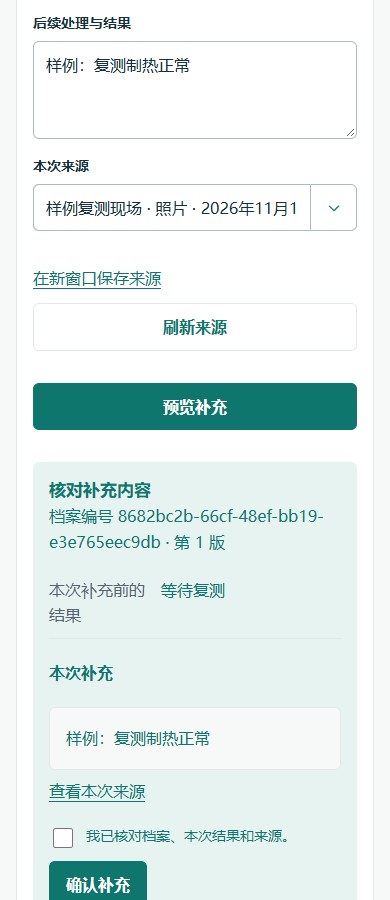 后续处理与结果
样例：复测制热正常
本次来源
样例复测现场 · 照片 · 2026年11月1
在新窗口保存来源
刷新来源
预览补充
核对补充内容
档案编号 8682bc2b-66cf-48ef-bb19-
e3e765eec9db · 第 1 版
本次补充前的 等待复测
结果
本次补充
样例：复测制热正常
查看本次来源
我已核对档案、本次结果和来源。
确认补充